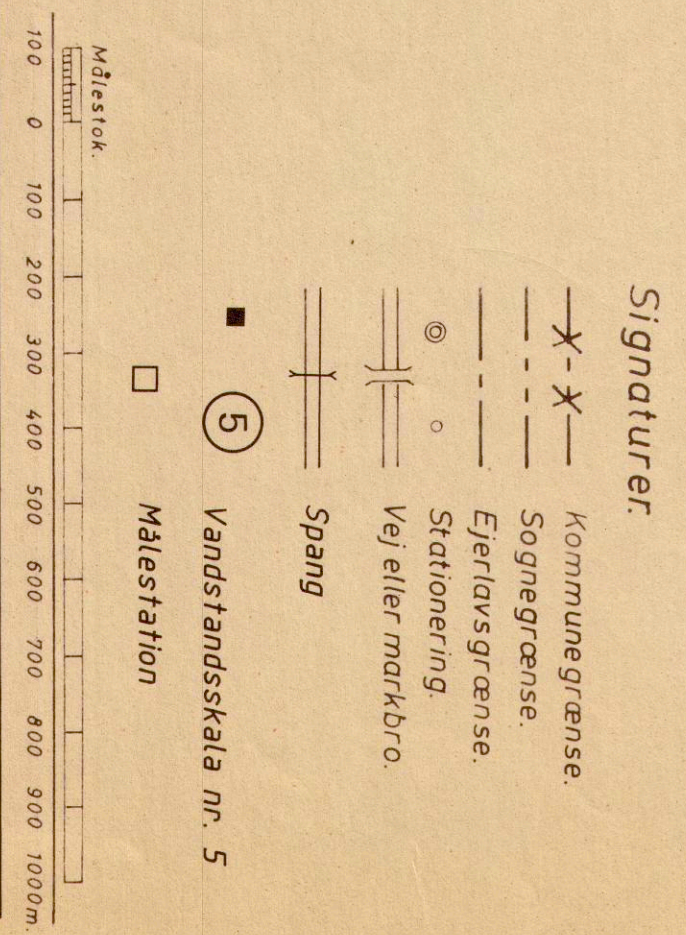 Signaturer.
Kommunegrænse.
Sognegrænse.
Ejerlavsgrænse.
Stationering.
Vej eller markbro.
Spang
5 Vandstandsskala nr. 5
Målestation
Målestok.
100 0 100 200 300 400 500 600 700 800 900 1000m.